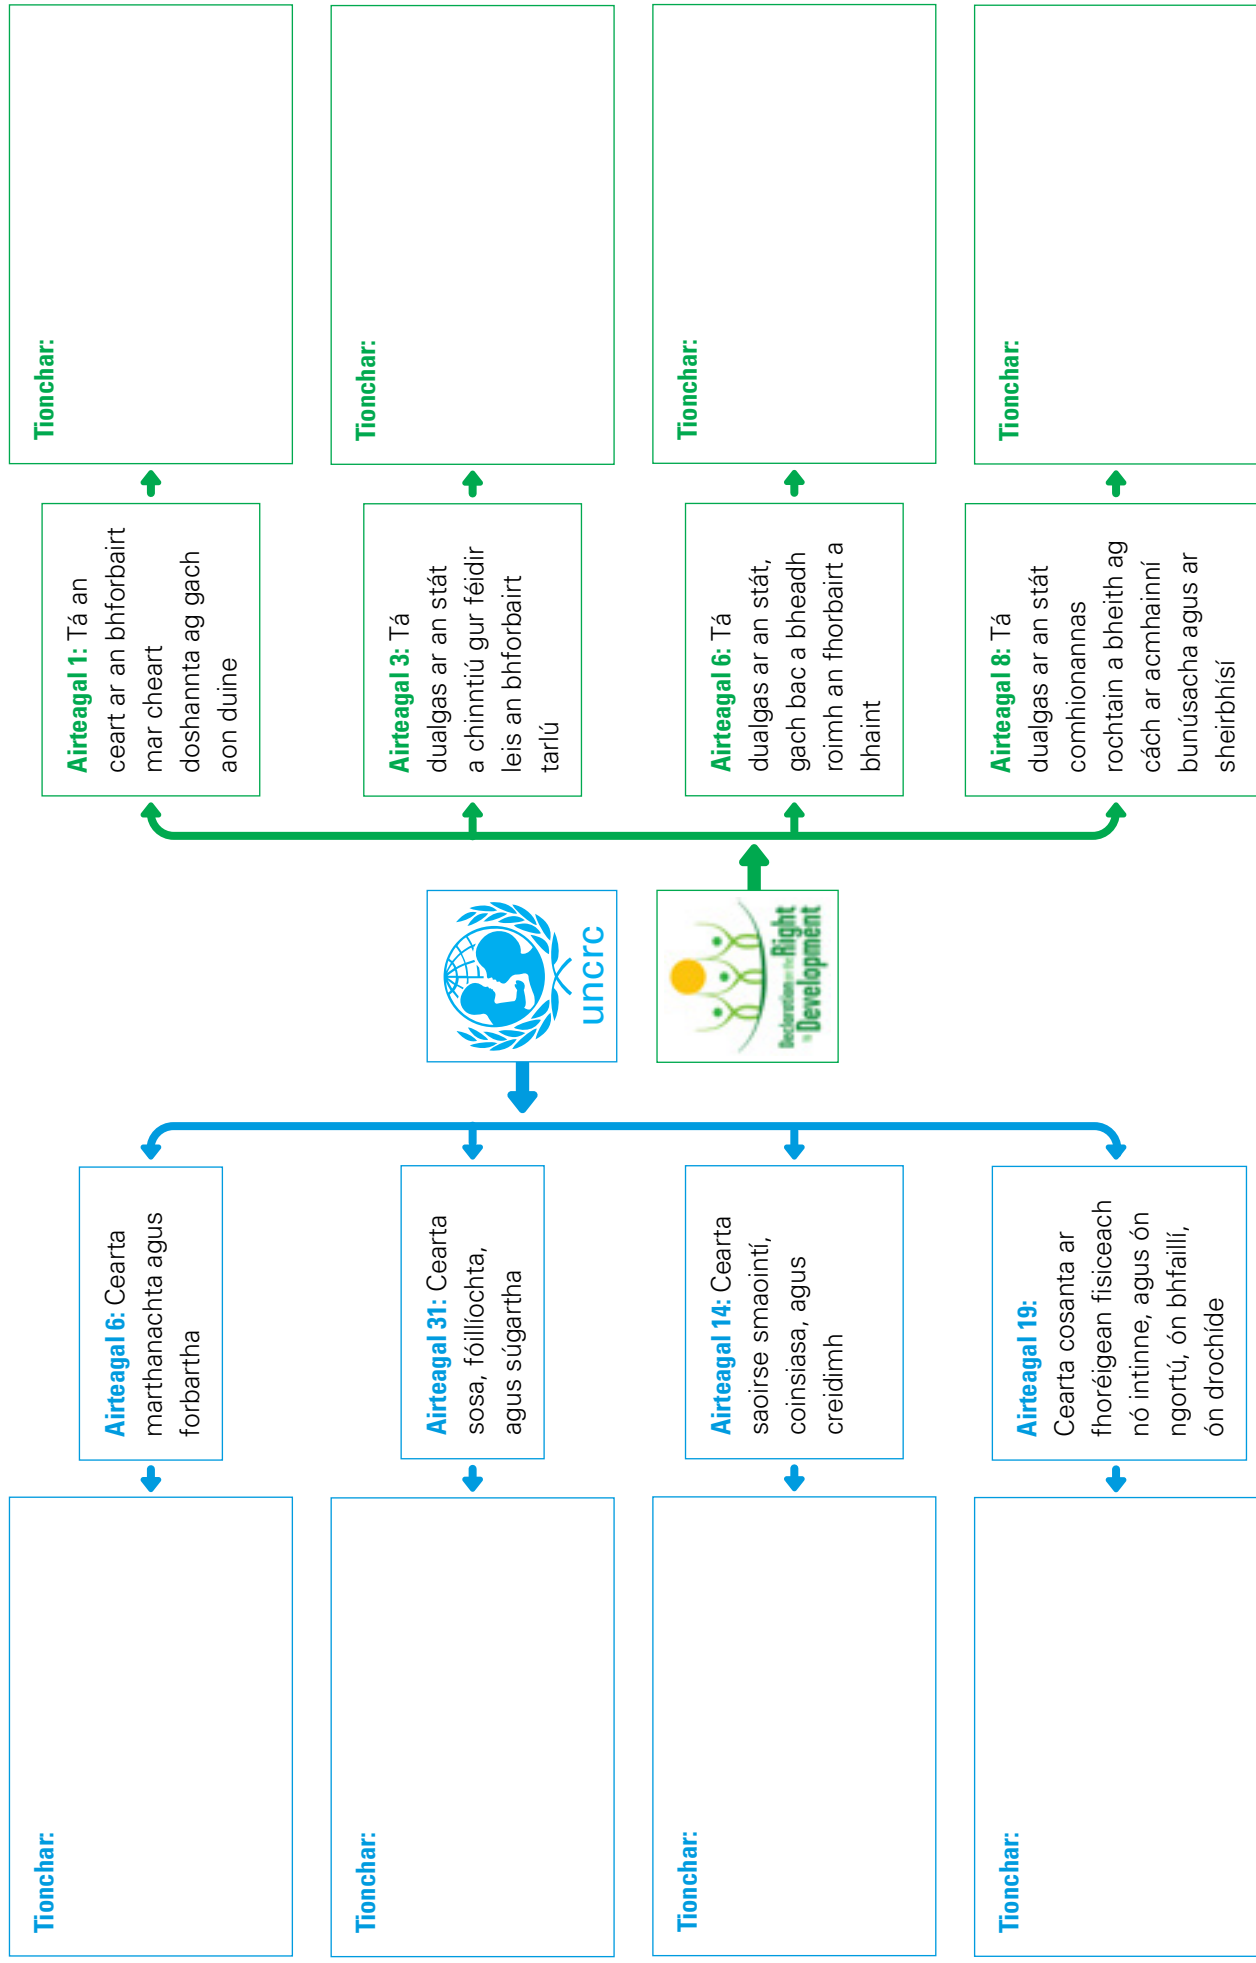 Tionchar:
Airteagal 6: Cearta
marthanachta agus
forbartha
Tionchar:
Airteagal 31: Cearta
sosa, fóillíochta,
agus súgartha
Tionchar:
Airteagal 14: Cearta
saoirse smaointí,
coinsiasa, agus
creidimh
Tionchar:
Airteagal 19:
Cearta cosanta ar
fhoréigean fisiceach
nó intinne, agus ón
ngortú, ón bhfaillí,
ón drochíde
uncrc
Declaration on the Right
to Development
Airteagal 1: Tá an
ceart ar an bhforbairt
mar cheart
doshannta ag gach
aon duine
Tionchar:
Airteagal 3: Tá
dualgas ar an stát
a chinntiú gur féidir
leis an bhforbairt
tarlú
Tionchar:
Airteagal 6: Tá
dualgas ar an stát,
gach bac a bheadh
roimh an fhorbairt a
bhaint
Tionchar:
Airteagal 8: Tá
dualgas ar an stát
comhionannas
rochtain a bheith ag
cách ar acmhainní
bunúsacha agus ar
sheirbhísí
Tionchar: